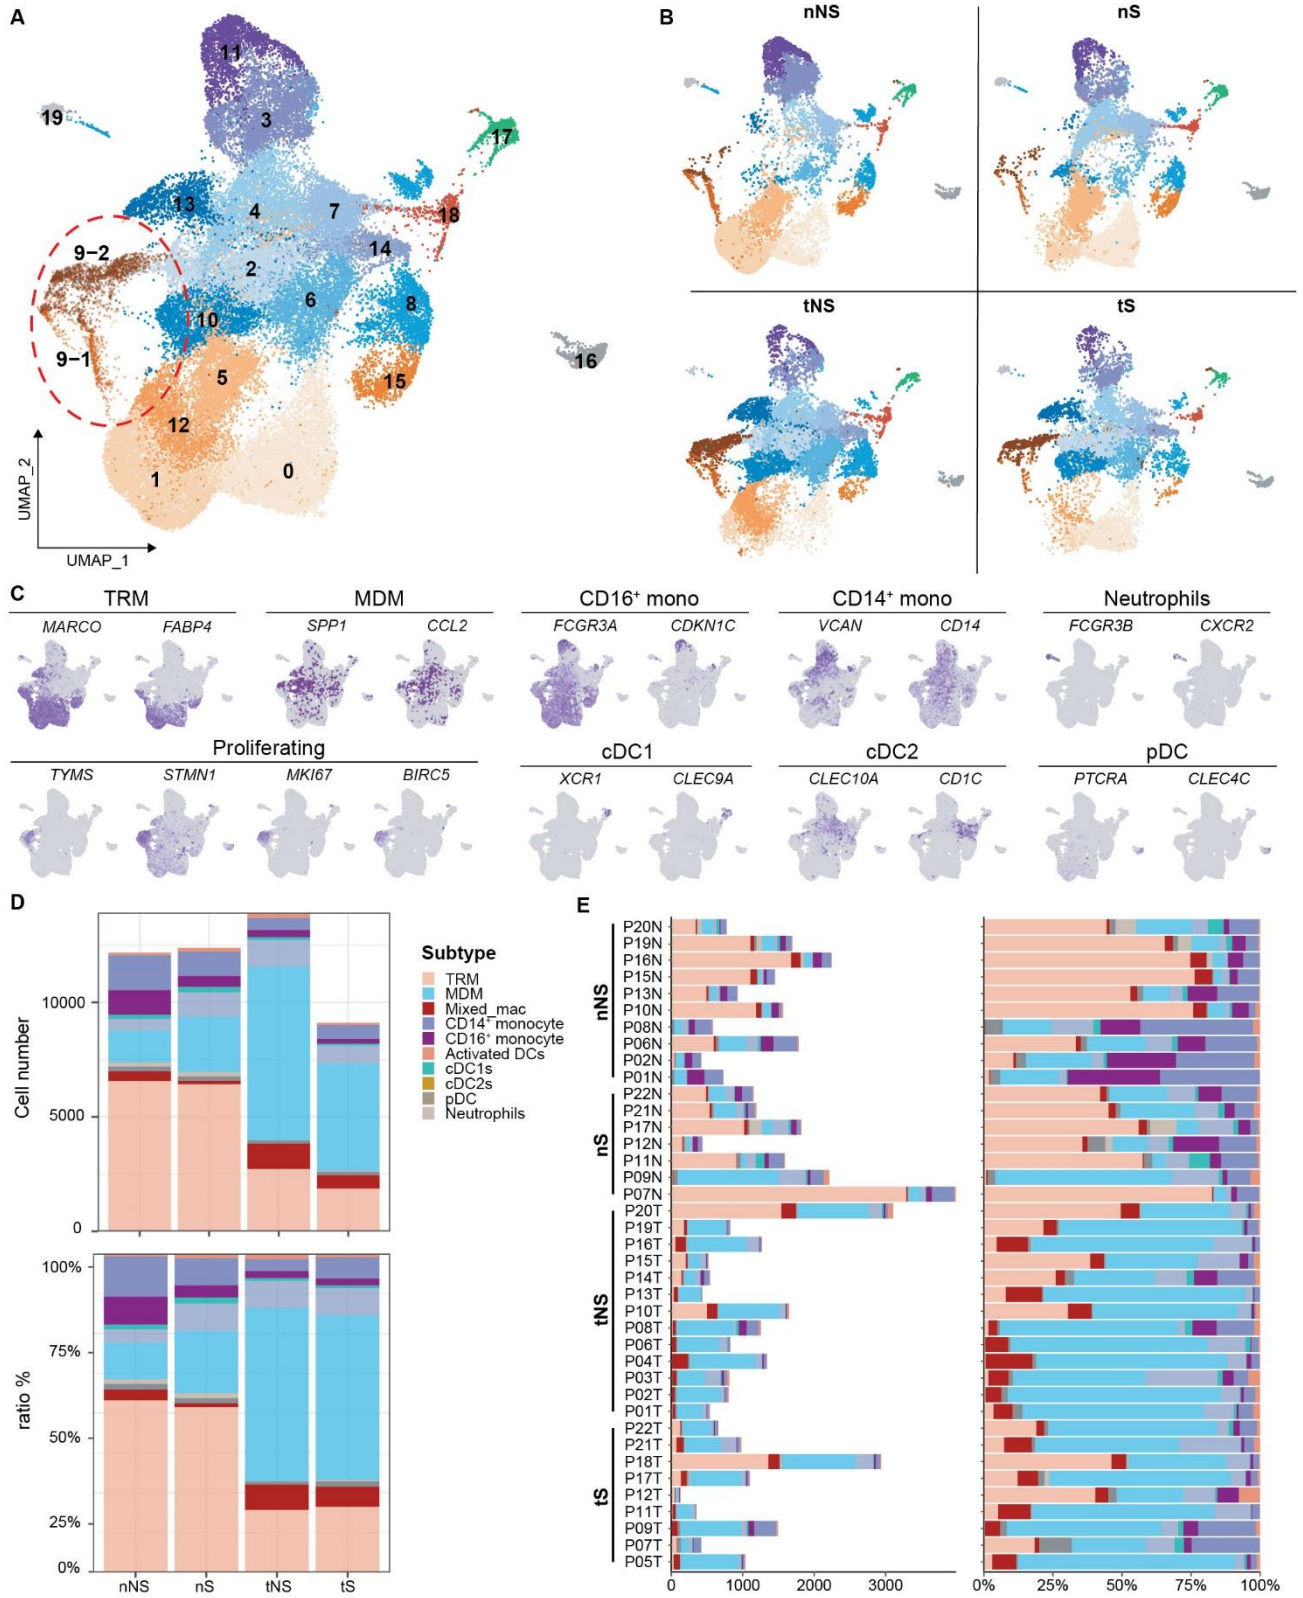 A
11
19
3
17
13
4
7
18
9−2
14
2
6
8
10
9−1
5
15
16
12
1
0
UMAP_2
UMAP_1
B
nNS
nS
tNS
tS
C
TRM
MDM
CD16⁺ mono
CD14⁺ mono
Neutrophils
MARCO FABP4 SPP1 CCL2 FCGR3A CDKN1C VCAN CD14 FCGR3B CXCR2
Proliferating
cDC1
cDC2
pDC
TYMS STMN1 MKI67 BIRC5 XCR1 CLEC9A CLEC10A CD1C PTCRA CLEC4C
D
Cell number
10000
5000
0
ratio %
100%
75%
50%
25%
0%
nNS nS tNS tS
Subtype
TRM
MDM
Mixed_mac
CD14⁺ monocyte
CD16⁺ monocyte
Activated DCs
cDC1s
cDC2s
pDC
Neutrophils
E
nNS
P20N
P19N
P16N
P15N
P13N
P10N
P08N
P06N
P02N
P01N
nS
P22N
P21N
P17N
P12N
P11N
P09N
P07N
tNS
P20T
P19T
P16T
P15T
P14T
P13T
P10T
P08T
P06T
P04T
P03T
P02T
P01T
tS
P22T
P21T
P18T
P17T
P12T
P11T
P09T
P07T
P05T
0 1000 2000 3000
0% 25% 50% 75% 100%